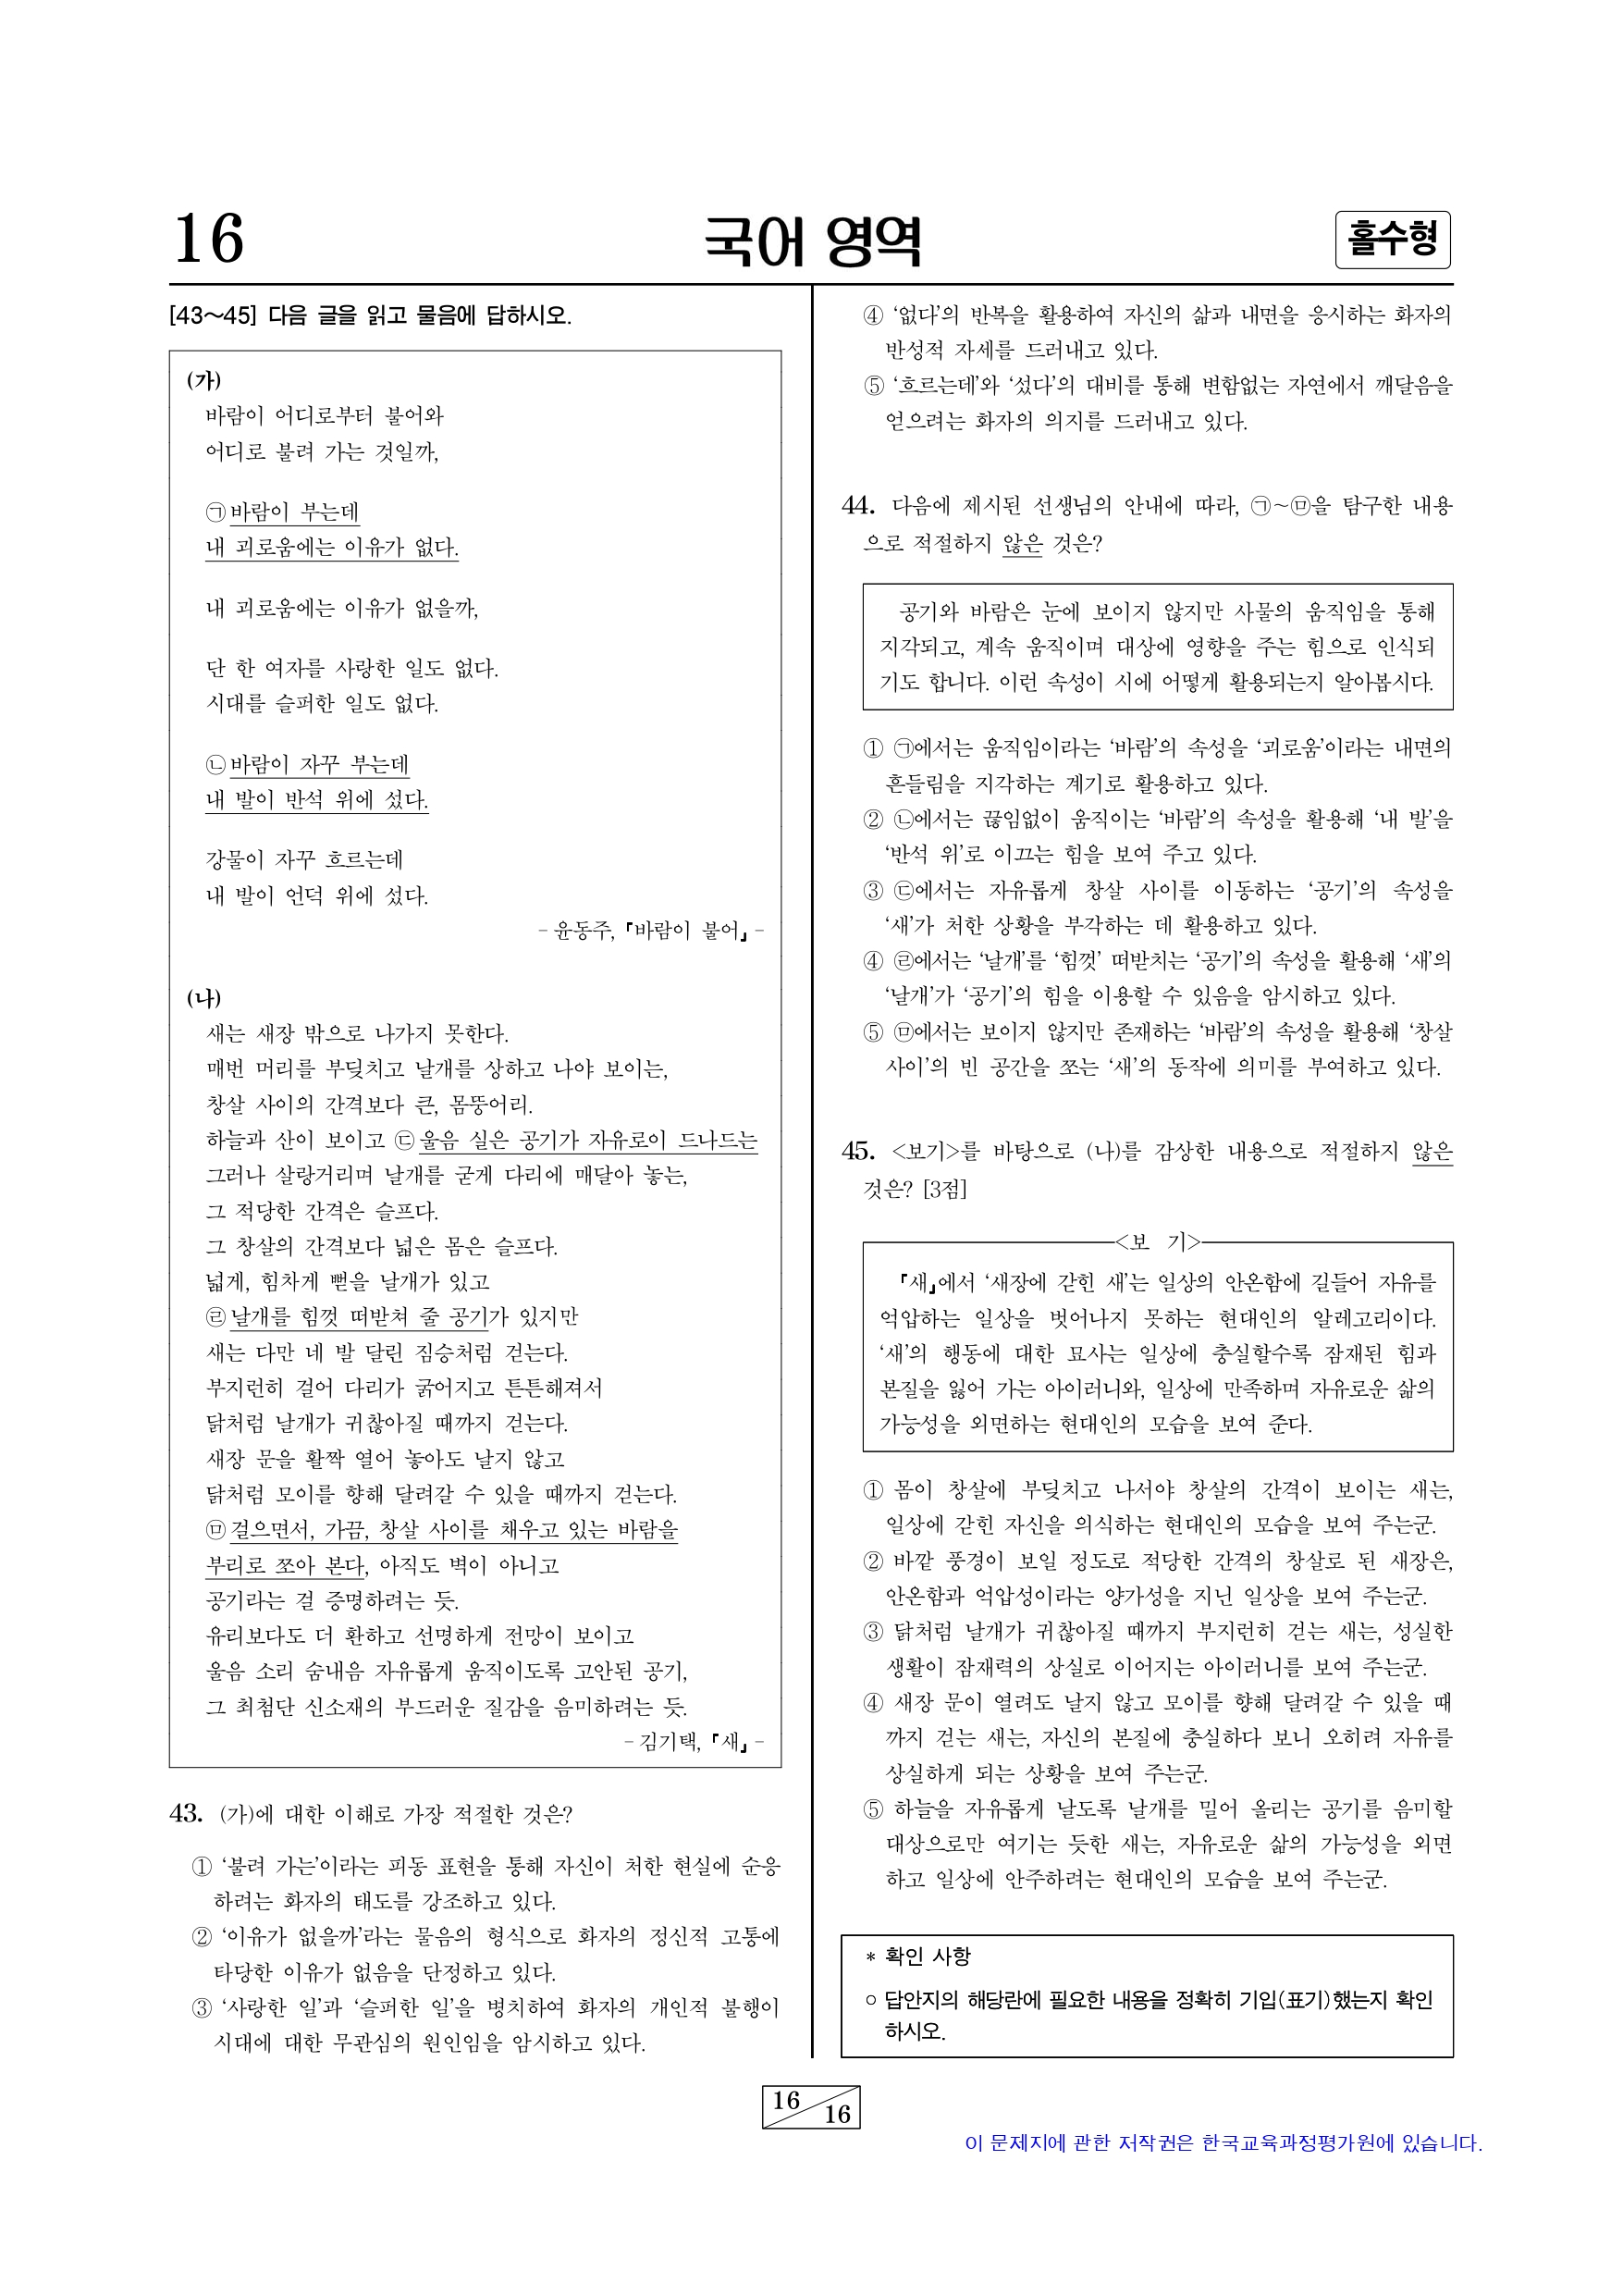 16
국어 영역
홀수형
[43～45] 다음 글을 읽고 물음에 답하시오.
(가)
바람이 어디로부터 불어와
어디로 불려 가는 것일까,
㉠바람이 부는데
내 괴로움에는 이유가 없다.
내 괴로움에는 이유가 없을까,
단 한 여자를 사랑한 일도 없다.
시대를 슬퍼한 일도 없다.
㉡바람이 자꾸 부는데
내 발이 반석 위에 섰다.
강물이 자꾸 흐르는데
내 발이 언덕 위에 섰다.
- 윤동주, 『바람이 불어』 -
(나)
새는 새장 밖으로 나가지 못한다.
매번 머리를 부딪치고 날개를 상하고 나야 보이는,
창살 사이의 간격보다 큰, 몸뚱어리.
하늘과 산이 보이고 ㉢울음 실은 공기가 자유로이 드나드는
그러나 살랑거리며 날개를 굳게 다리에 매달아 놓는,
그 적당한 간격은 슬프다.
그 창살의 간격보다 넓은 몸은 슬프다.
넓게, 힘차게 뻗을 날개가 있고
㉣날개를 힘껏 떠받쳐 줄 공기가 있지만
새는 다만 네 발 달린 짐승처럼 걷는다.
부지런히 걸어 다리가 굵어지고 튼튼해져서
닭처럼 날개가 귀찮아질 때까지 걷는다.
새장 문을 활짝 열어 놓아도 날지 않고
닭처럼 모이를 향해 달려갈 수 있을 때까지 걷는다.
㉤걸으면서, 가끔, 창살 사이를 채우고 있는 바람을
부리로 쪼아 본다, 아직도 벽이 아니고
공기라는 걸 증명하려는 듯.
유리보다도 더 환하고 선명하게 전망이 보이고
울음 소리 숨내음 자유롭게 움직이도록 고안된 공기,
그 최첨단 신소재의 부드러운 질감을 음미하려는 듯.
- 김기택, 『새』 -
43. (가)에 대한 이해로 가장 적절한 것은?
① ‘불려 가는’이라는 피동 표현을 통해 자신이 처한 현실에 순응
하려는 화자의 태도를 강조하고 있다.
② ‘이유가 없을까’라는 물음의 형식으로 화자의 정신적 고통에
타당한 이유가 없음을 단정하고 있다.
③ ‘사랑한 일’과 ‘슬퍼한 일’을 병치하여 화자의 개인적 불행이
시대에 대한 무관심의 원인임을 암시하고 있다.
④ ‘없다’의 반복을 활용하여 자신의 삶과 내면을 응시하는 화자의
반성적 자세를 드러내고 있다.
⑤ ‘흐르는데’와 ‘섰다’의 대비를 통해 변함없는 자연에서 깨달음을
얻으려는 화자의 의지를 드러내고 있다.
44. 다음에 제시된 선생님의 안내에 따라, ㉠～㉤을 탐구한 내용
으로 적절하지 않은 것은?
공기와 바람은 눈에 보이지 않지만 사물의 움직임을 통해
지각되고, 계속 움직이며 대상에 영향을 주는 힘으로 인식되
기도 합니다. 이런 속성이 시에 어떻게 활용되는지 알아봅시다.
① ㉠에서는 움직임이라는 ‘바람’의 속성을 ‘괴로움’이라는 내면의
흔들림을 지각하는 계기로 활용하고 있다.
② ㉡에서는 끊임없이 움직이는 ‘바람’의 속성을 활용해 ‘내 발’을
‘반석 위’로 이끄는 힘을 보여 주고 있다.
③ ㉢에서는 자유롭게 창살 사이를 이동하는 ‘공기’의 속성을
‘새’가 처한 상황을 부각하는 데 활용하고 있다.
④ ㉣에서는 ‘날개’를 ‘힘껏’ 떠받치는 ‘공기’의 속성을 활용해 ‘새’의
‘날개’가 ‘공기’의 힘을 이용할 수 있음을 암시하고 있다.
⑤ ㉤에서는 보이지 않지만 존재하는 ‘바람’의 속성을 활용해 ‘창살
사이’의 빈 공간을 쪼는 ‘새’의 동작에 의미를 부여하고 있다.
45. <보기>를 바탕으로 (나)를 감상한 내용으로 적절하지 않은
것은? [3점]
<보 기>
『새』에서 ‘새장에 갇힌 새’는 일상의 안온함에 길들어 자유를
억압하는 일상을 벗어나지 못하는 현대인의 알레고리이다.
‘새’의 행동에 대한 묘사는 일상에 충실할수록 잠재된 힘과
본질을 잃어 가는 아이러니와, 일상에 만족하며 자유로운 삶의
가능성을 외면하는 현대인의 모습을 보여 준다.
① 몸이 창살에 부딪치고 나서야 창살의 간격이 보이는 새는,
일상에 갇힌 자신을 의식하는 현대인의 모습을 보여 주는군.
② 바깥 풍경이 보일 정도로 적당한 간격의 창살로 된 새장은,
안온함과 억압성이라는 양가성을 지닌 일상을 보여 주는군.
③ 닭처럼 날개가 귀찮아질 때까지 부지런히 걷는 새는, 성실한
생활이 잠재력의 상실로 이어지는 아이러니를 보여 주는군.
④ 새장 문이 열려도 날지 않고 모이를 향해 달려갈 수 있을 때
까지 걷는 새는, 자신의 본질에 충실하다 보니 오히려 자유를
상실하게 되는 상황을 보여 주는군.
⑤ 하늘을 자유롭게 날도록 날개를 밀어 올리는 공기를 음미할
대상으로만 여기는 듯한 새는, 자유로운 삶의 가능성을 외면
하고 일상에 안주하려는 현대인의 모습을 보여 주는군.
* 확인 사항
○ 답안지의 해당란에 필요한 내용을 정확히 기입(표기)했는지 확인
하시오.
16
16
이 문제지에 관한 저작권은 한국교육과정평가원에 있습니다.